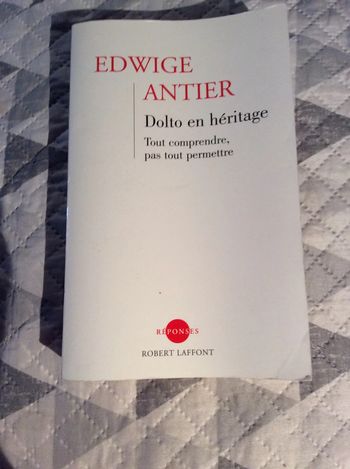 EDWIGE
ANTIER
Dolto en héritage
Tout comprendre,
pas tout permettre
RÉPONSES
ROBERT LAFFONT